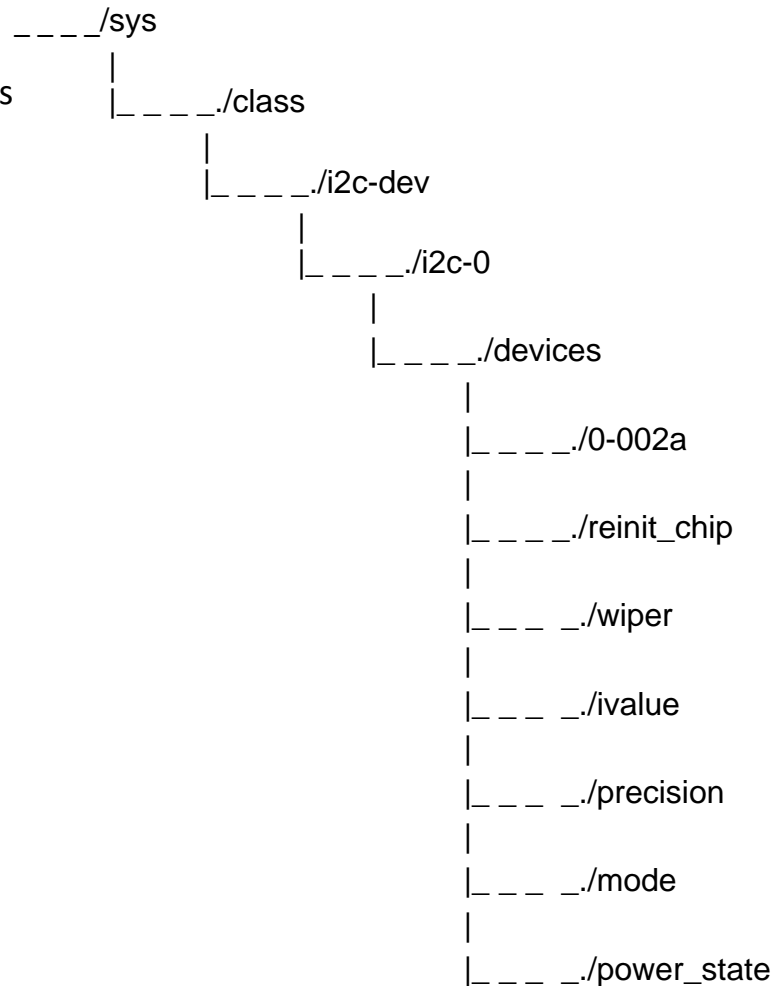 _ _ _ _/sys
|
s
|_ _ _ _./class
|
|_ _ _ _./i2c-dev
|
|_ _ _ _./i2c-0
|
|_ _ _ _./devices
|
|_ _ _ _./0-002a
|
|_ _ _ _./reinit_chip
|
|_ _ _  _./wiper
|
|_ _ _  _./ivalue
|
|_ _ _  _./precision
|
|_ _ _  _./mode
|
|_ _ _  _./power_state